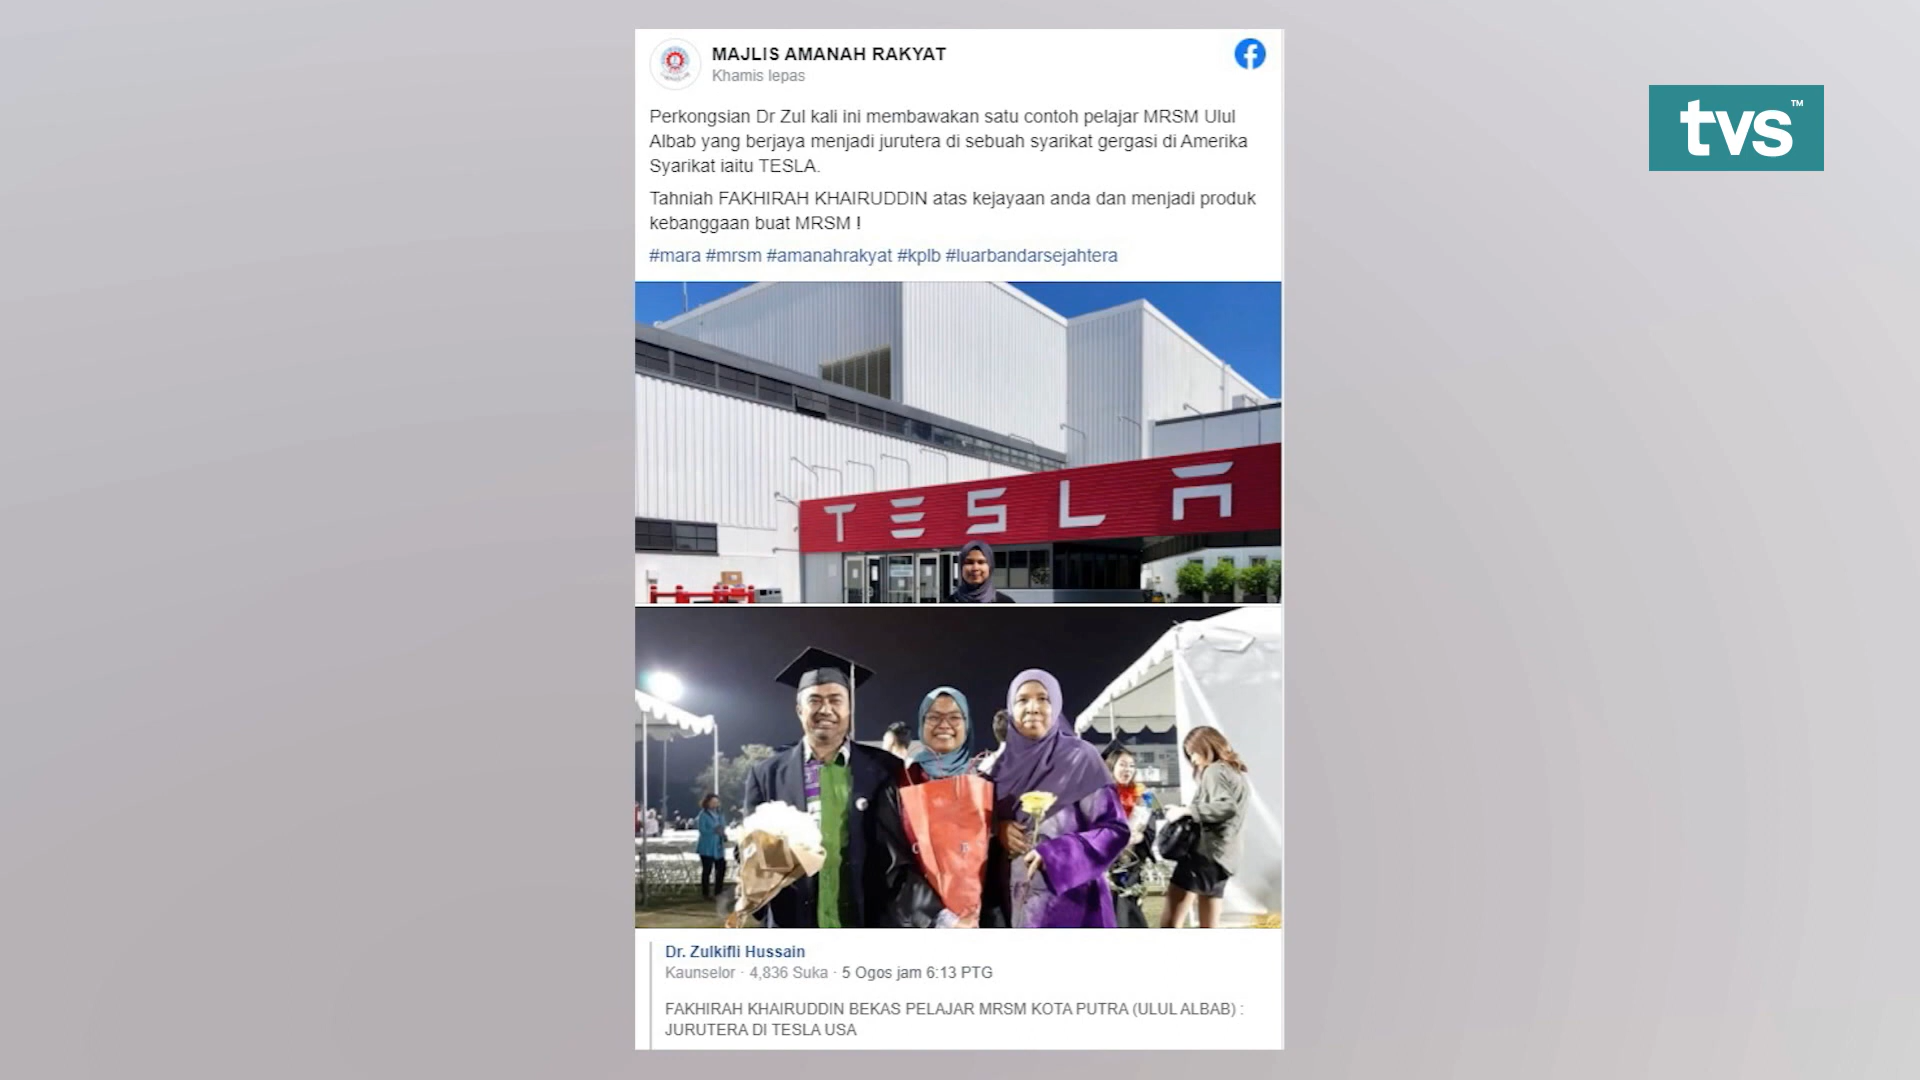 MAJLIS AMANAH RAKYAT
Khamis lepas
tvs™
Perkongsian Dr Zul kali ini membawakan satu contoh pelajar MRSM Ulul
Albab yang berjaya menjadi jurutera di sebuah syarikat gergasi di Amerika
Syarikat iaitu TESLA.
Tahniah FAKHIRAH KHAIRUDDIN atas kejayaan anda dan menjadi produk
kebanggaan buat MRSM !
#mara #mrsm #amanahrakyat #kplb #luarbandarsejahtera
TESLA
Dr. Zulkifli Hussain
Kaunselor · 4,836 Suka · 5 Ogos jam 6:13 PTG
FAKHIRAH KHAIRUDDIN BEKAS PELAJAR MRSM KOTA PUTRA (ULUL ALBAB) :
JURUTERA DI TESLA USA